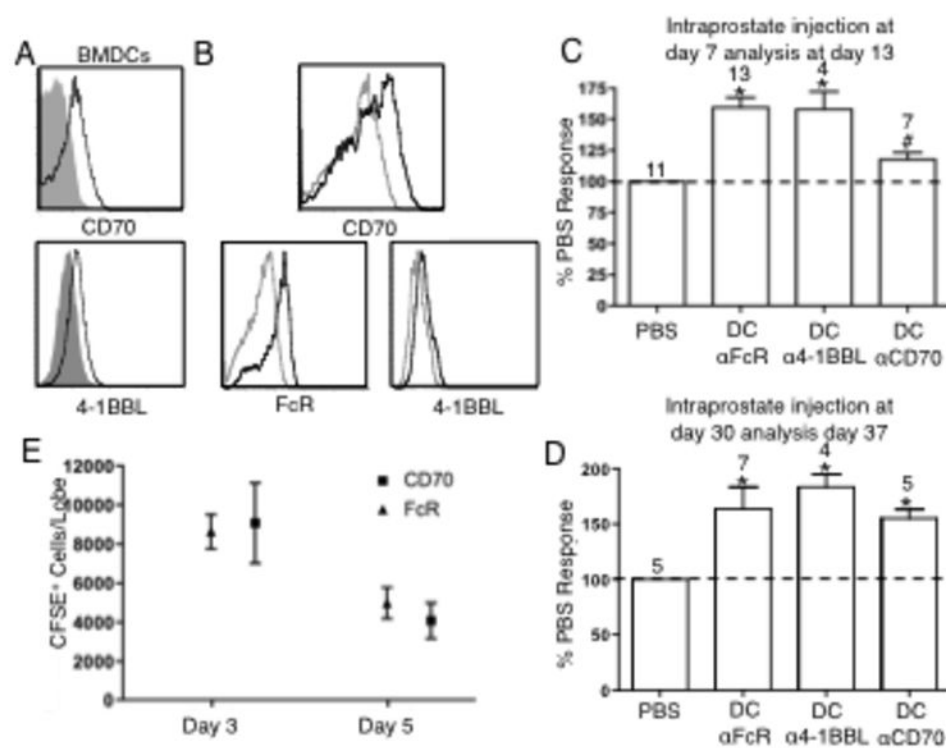 A
BMDCs
CD70
4-1BBL
B
CD70
FcR
4-1BBL
C
Intraprostate injection at
day 7 analysis at day 13
% PBS Response
175
150
125
100
75
50
25
0
11
13
*
4
*
7
#
PBS
DC
αFcR
DC
α4-1BBL
DC
αCD70
E
CFSE⁺ Cells/Lobe
12000
10000
8000
6000
4000
2000
0
CD70
FcR
Day 3
Day 5
D
Intraprostate injection at
day 30 analysis day 37
% PBS Response
200
150
100
50
0
5
7
*
4
*
5
*
PBS
DC
αFcR
DC
α4-1BBL
DC
αCD70